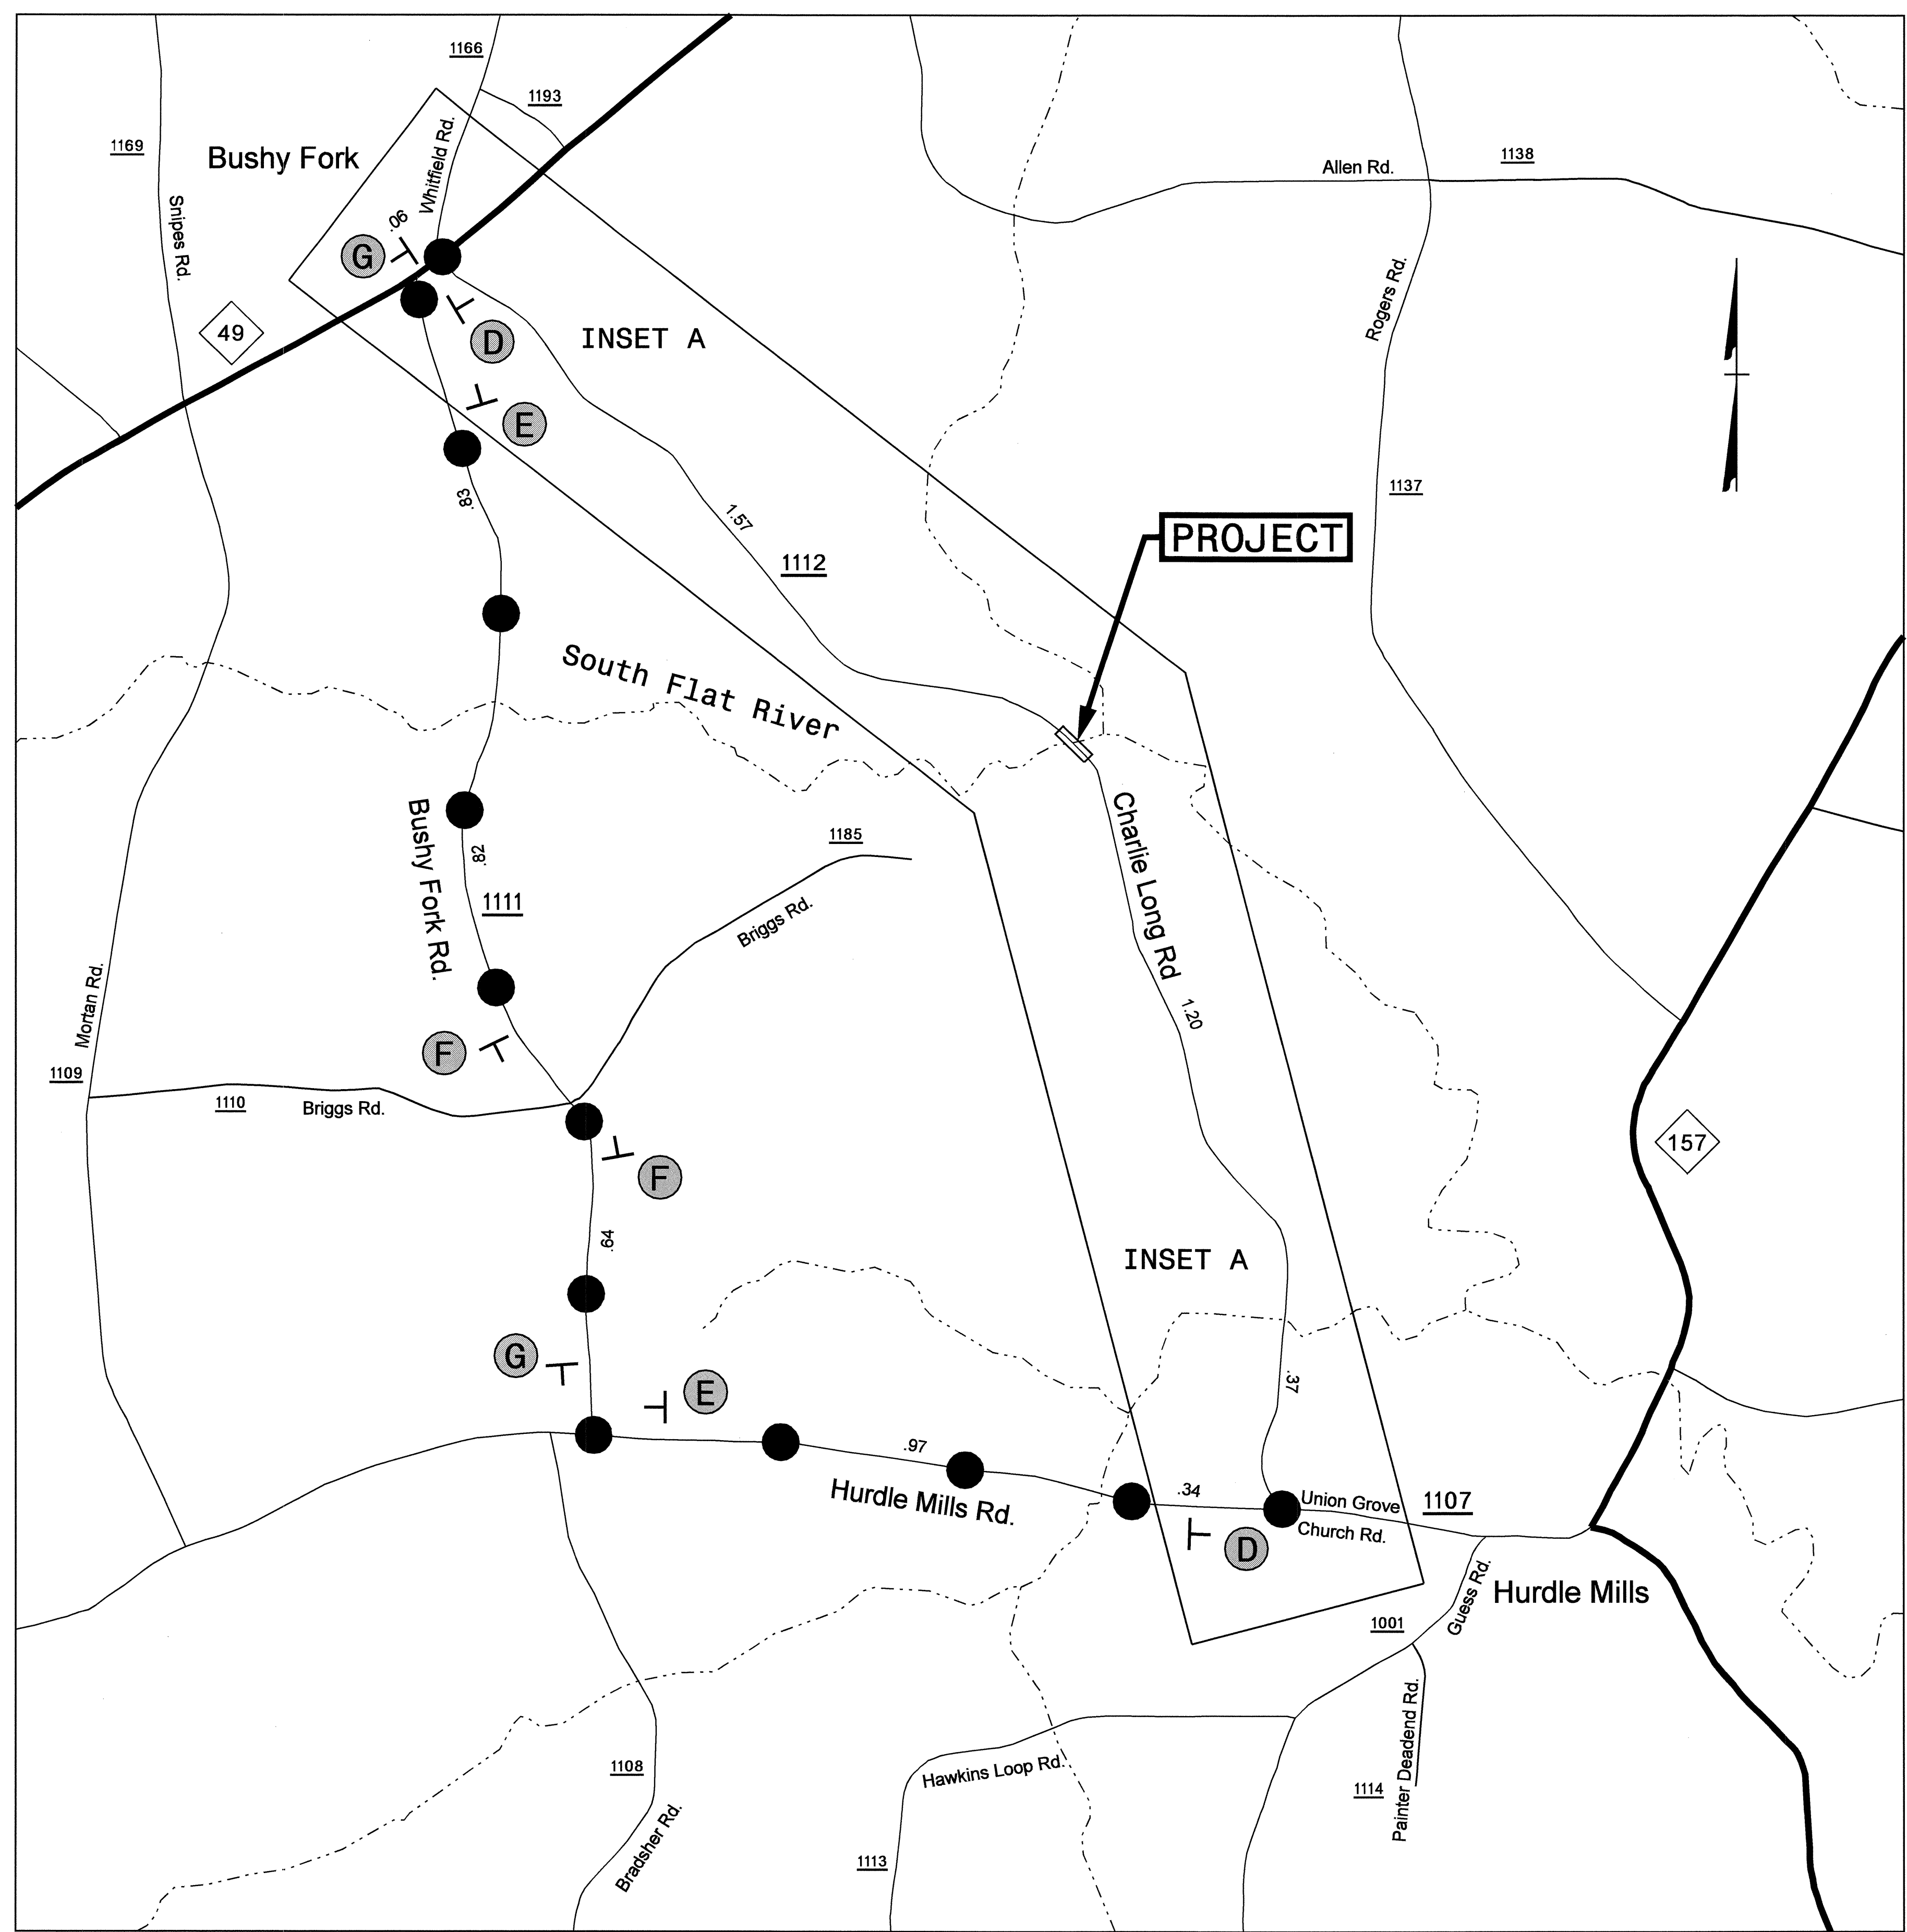 1166
1193
1169
Bushy Fork
Whitfield Rd.
1138
Allen Rd.
Snipes Rd.
.06
G
49
D
INSET A
Rogers Rd.
E
.83
1137
1.57
PROJECT
1112
South Flat River
Bushy Fork Rd.
.82
1185
Charlie Long Rd
1111
Briggs Rd.
Mortan Rd.
1.20
F
1109
1110
Briggs Rd.
157
F
.64
INSET A
G
E
.37
.97
Hurdle Mills Rd.
.34
Union Grove
Church Rd.
1107
D
Guess Rd.
Hurdle Mills
1001
Painter Deadend Rd.
1108
Hawkins Loop Rd.
1114
Bradsher Rd.
1113